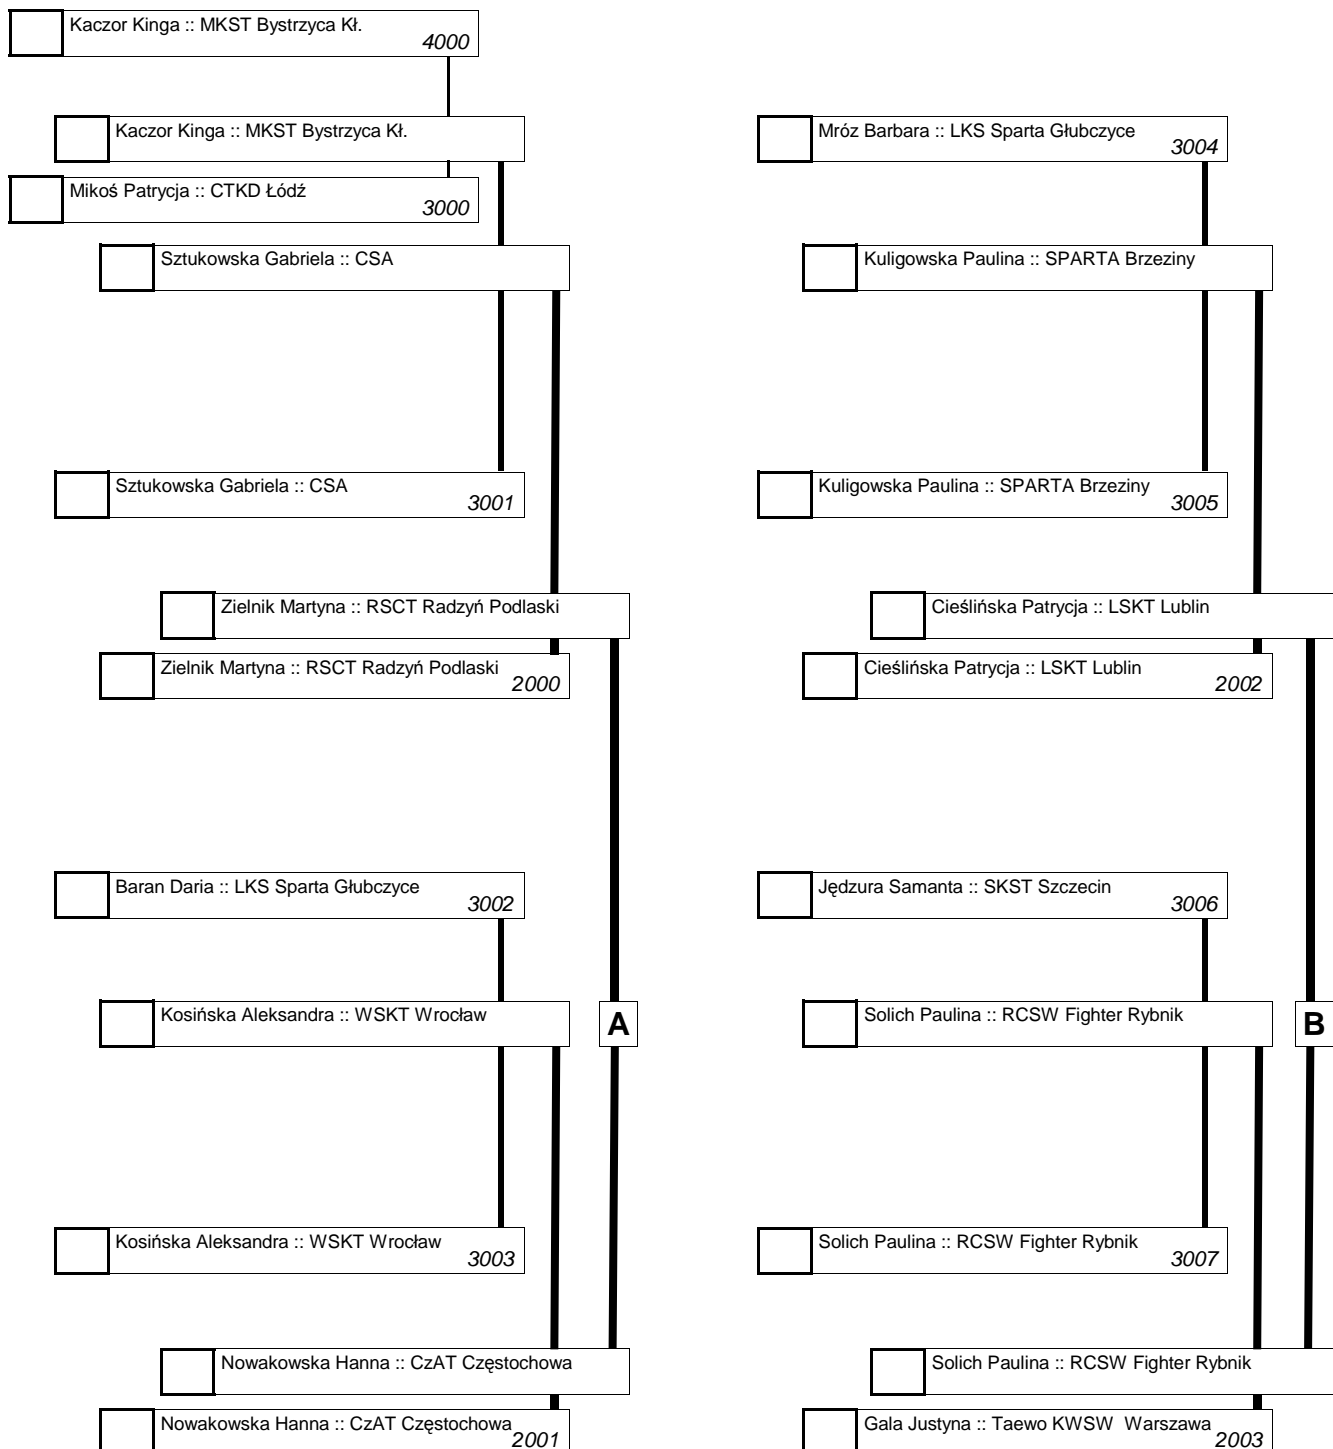 Kaczor Kinga :: MKST Bystrzyca Kł.
4000
Kaczor Kinga :: MKST Bystrzyca Kł.
Mikoś Patrycja :: CTKD Łódź
3000
Sztukowska Gabriela :: CSA
Sztukowska Gabriela :: CSA
3001
Zielnik Martyna :: RSCT Radzyń Podlaski
Zielnik Martyna :: RSCT Radzyń Podlaski
2000
Baran Daria :: LKS Sparta Głubczyce
3002
Kosińska Aleksandra :: WSKT Wrocław
A
Kosińska Aleksandra :: WSKT Wrocław
3003
Nowakowska Hanna :: CzAT Częstochowa
Nowakowska Hanna :: CzAT Częstochowa
2001
Mróz Barbara :: LKS Sparta Głubczyce
3004
Kuligowska Paulina :: SPARTA Brzeziny
Kuligowska Paulina :: SPARTA Brzeziny
3005
Cieślińska Patrycja :: LSKT Lublin
Cieślińska Patrycja :: LSKT Lublin
2002
Jędzura Samanta :: SKST Szczecin
3006
Solich Paulina :: RCSW Fighter Rybnik
B
Solich Paulina :: RCSW Fighter Rybnik
3007
Solich Paulina :: RCSW Fighter Rybnik
Gala Justyna :: Taewo KWSW  Warszawa
2003